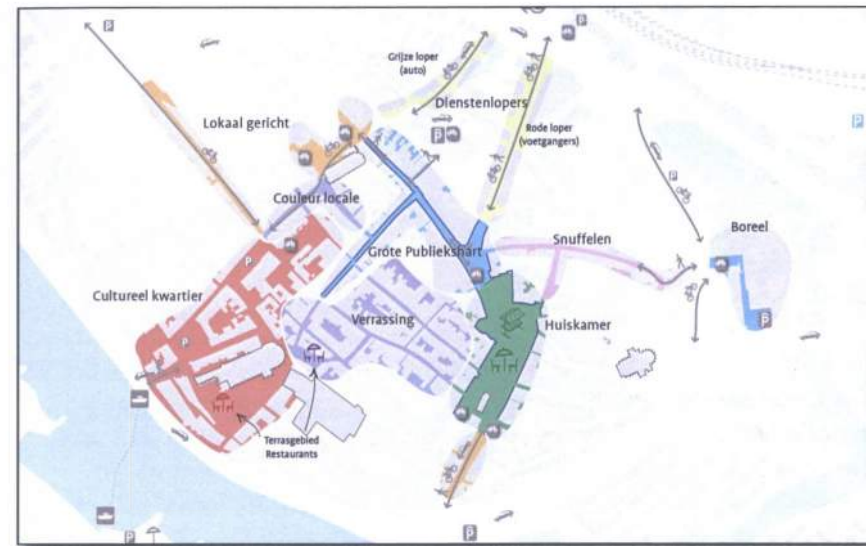 P
Grijze loper
(auto)
Dienstenlopers
Lokaal gericht
P
Rode loper
(voetgangers)
P
P
Couleur locale
Snuffelen
Boreel
P
Grote Publiekshart
Cultureel kwartier
P
Verrassing
Huiskamer
P
Terrasgebied
Restaurants
P
P